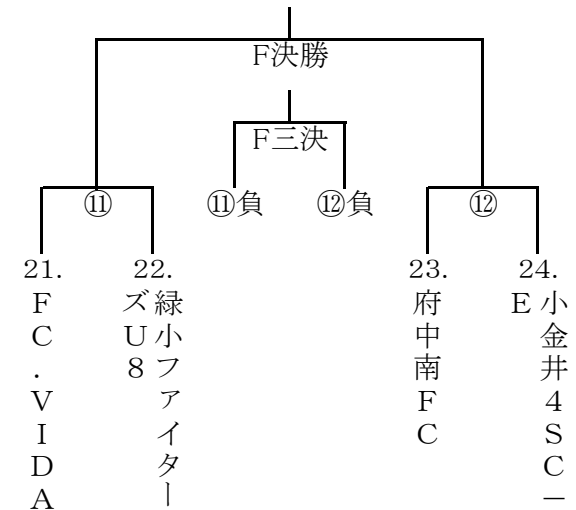 F決勝
F三決
⑪
⑪負
⑫負
⑫
21.
22.
23.
24.
FC.VIDA
緑小ファイター
ズU8
府中南FC
小金井4SC−
E